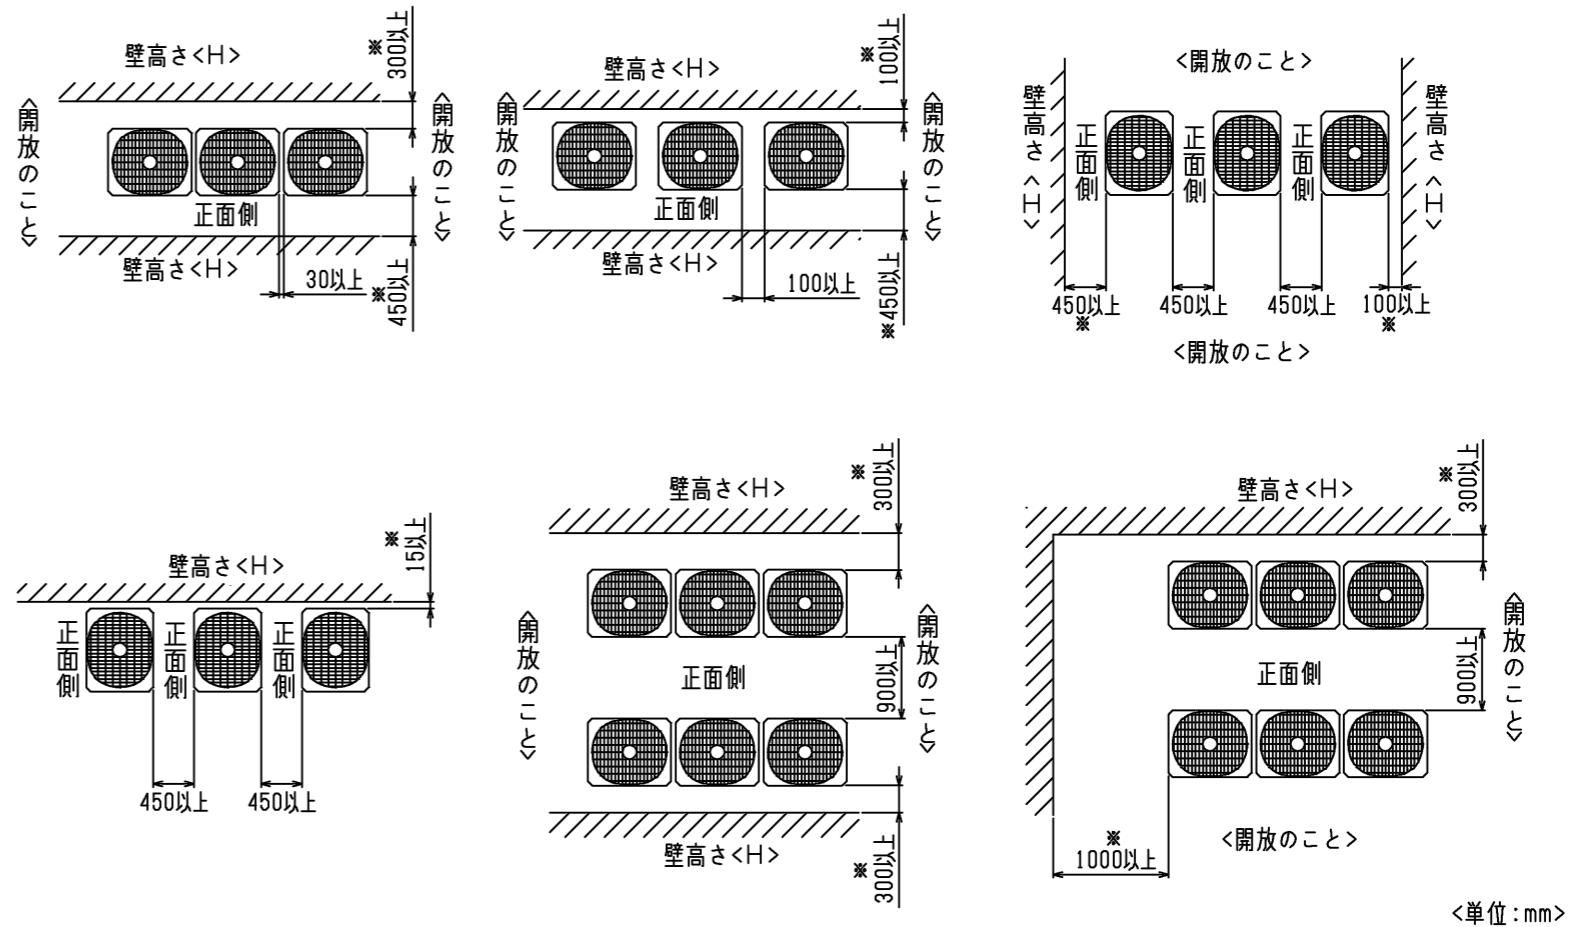 壁高さ<H>
※
300以上
<開放のこと>
<開放のこと>
正面側
壁高さ<H>
30以上
※
450以上
壁高さ<H>
※
100以上
<開放のこと>
<開放のこと>
正面側
壁高さ<H>
100以上
※450以上
<開放のこと>
壁高さ<H>
正面側
正面側
正面側
壁高さ<H>
450以上
※
450以上
450以上
100以上
※
<開放のこと>
壁高さ<H>
※
15以上
正面側
正面側
正面側
450以上
450以上
壁高さ<H>
※
300以上
<開放のこと>
正面側
900以上
<開放のこと>
壁高さ<H>
※
300以上
壁高さ<H>
※
300以上
正面側
900以上
<開放のこと>
※
1000以上
<開放のこと>
<単位:mm>